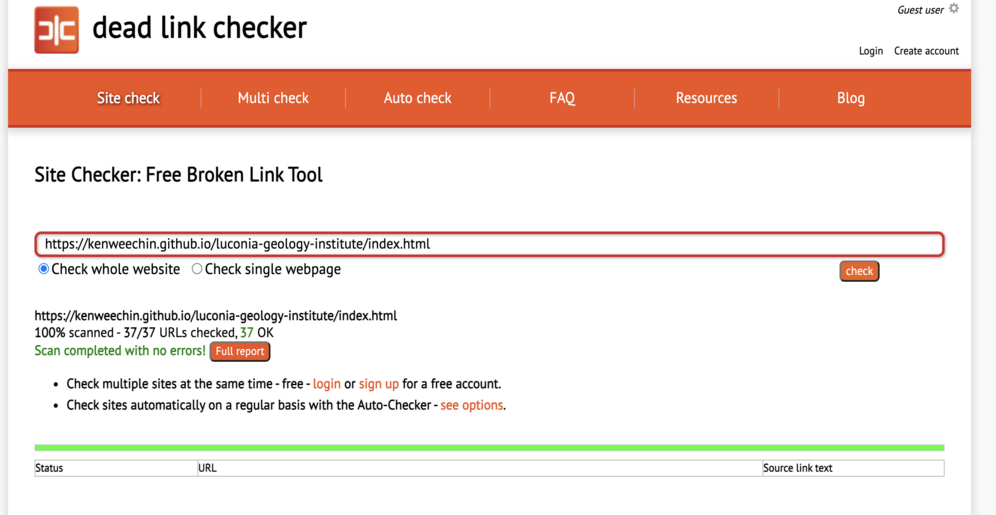 Guest user
dead link checker
Login Create account
Site check Multi check Auto check FAQ Resources Blog
Site Checker: Free Broken Link Tool
https://kenweechin.github.io/luconia-geology-institute/index.html
Check whole website Check single webpage check
https://kenweechin.github.io/luconia-geology-institute/index.html
100% scanned - 37/37 URLs checked, 37 OK
Scan completed with no errors! Full report
• Check multiple sites at the same time - free - login or sign up for a free account.
• Check sites automatically on a regular basis with the Auto-Checker - see options.
Status URL Source link text